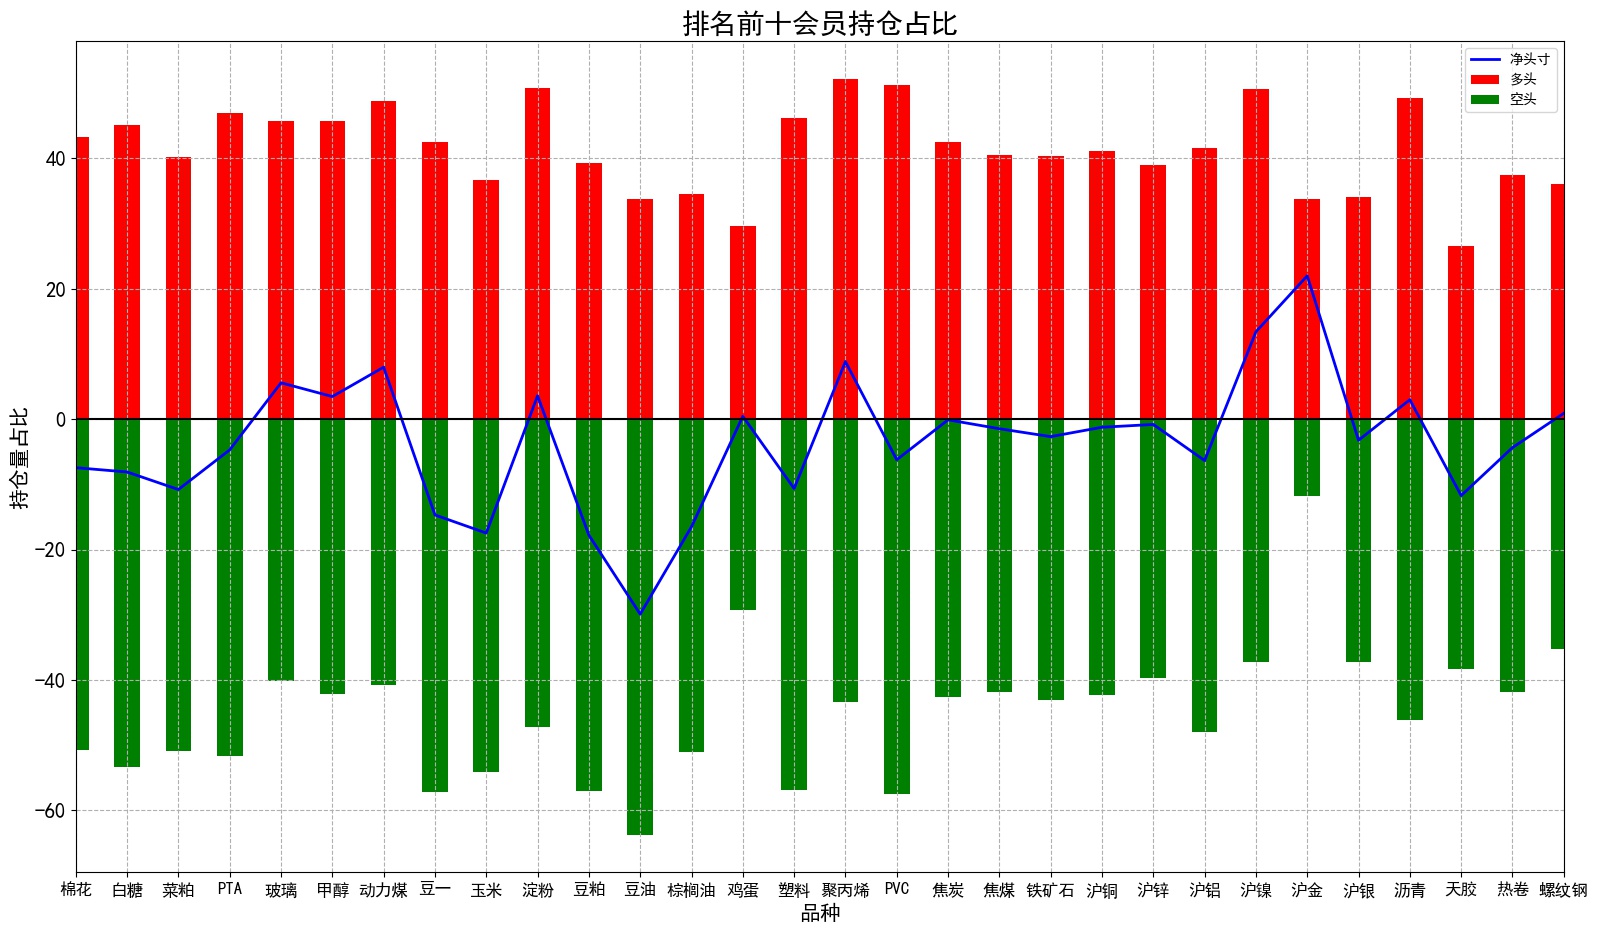 排名前十会员持仓占比
净头寸
多头
空头
持仓量占比
40
20
0
−20
−40
−60
棉花 白糖 菜粕 PTA 玻璃 甲醇 动力煤 豆一 玉米 淀粉 豆粕 豆油 棕榈油 鸡蛋 塑料 聚丙烯 PVC 焦炭 焦煤 铁矿石 沪铜 沪锌 沪铝 沪镍 沪金 沪银 沥青 天胶 热卷 螺纹钢
品种